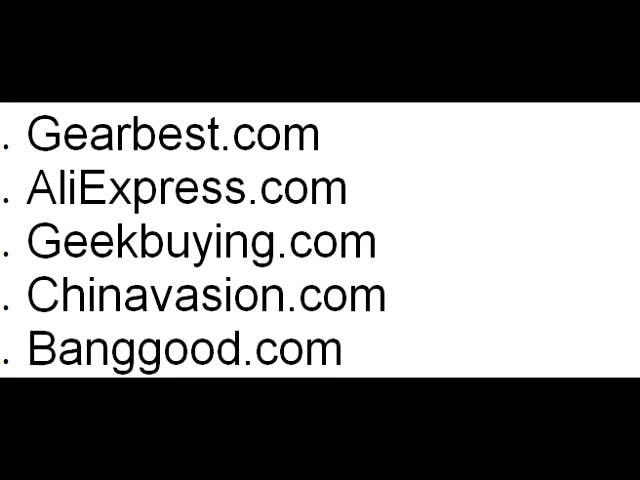 . Gearbest.com
. AliExpress.com
. Geekbuying.com
. Chinavasion.com
. Banggood.com